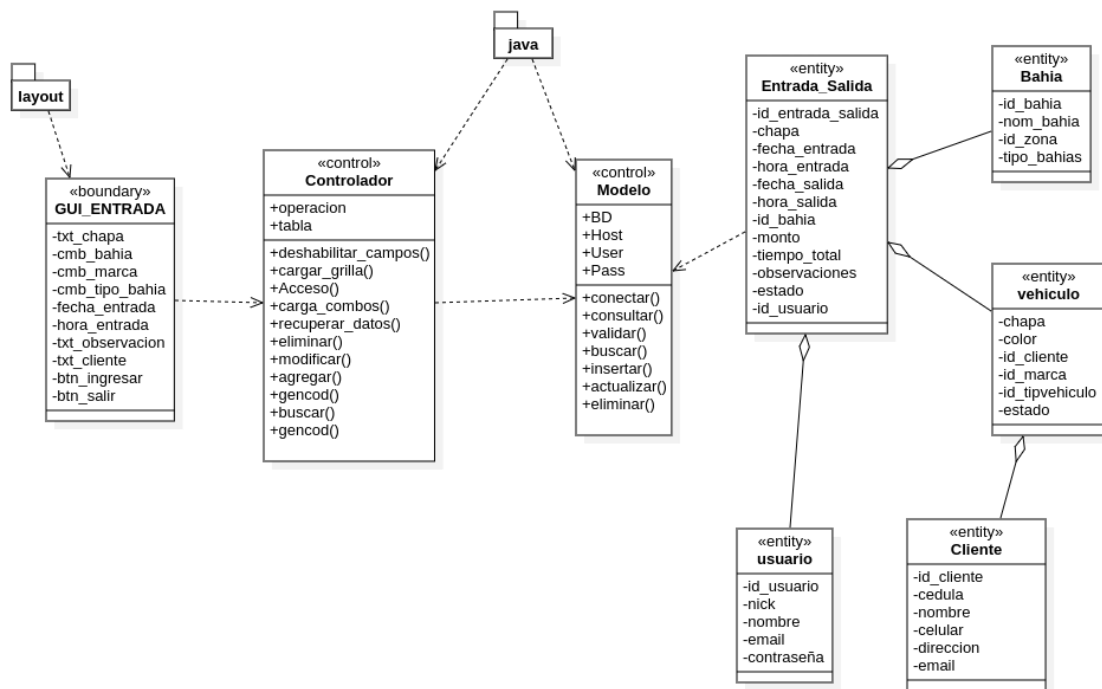 java
layout
«boundary»
GUI_ENTRADA
-txt_chapa
-cmb_bahia
-cmb_marca
-cmb_tipo_bahia
-fecha_entrada
-hora_entrada
-txt_observacion
-txt_cliente
-btn_ingresar
-btn_salir
«control»
Controlador
+operacion
+tabla
+deshabilitar_campos()
+cargar_grilla()
+Acceso()
+carga_combos()
+recuperar_datos()
+eliminar()
+modificar()
+agregar()
+gencod()
+buscar()
+gencod()
«control»
Modelo
+BD
+Host
+User
+Pass
+conectar()
+consultar()
+validar()
+buscar()
+insertar()
+actualizar()
+eliminar()
«entity»
Entrada_Salida
-id_entrada_salida
-chapa
-fecha_entrada
-hora_entrada
-fecha_salida
-hora_salida
-id_bahia
-monto
-tiempo_total
-observaciones
-estado
-id_usuario
«entity»
Bahia
-id_bahia
-nom_bahia
-id_zona
-tipo_bahias
«entity»
vehiculo
-chapa
-color
-id_cliente
-id_marca
-id_tipvehiculo
-estado
«entity»
usuario
-id_usuario
-nick
-nombre
-email
-contraseña
«entity»
Cliente
-id_cliente
-cedula
-nombre
-celular
-direccion
-email